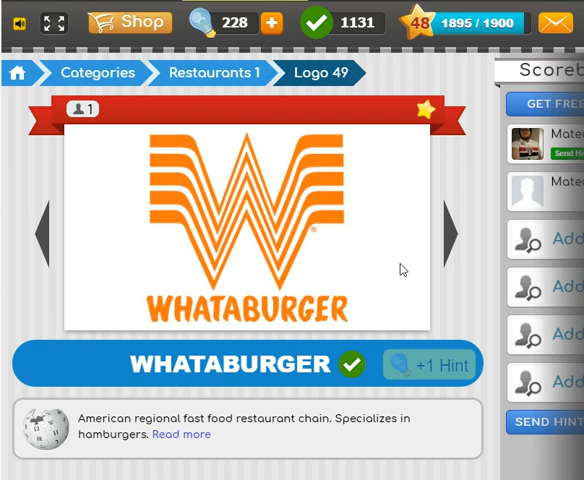 Shop
228
1131
48
1895 / 1900
Categories
Restaurants 1
Logo 49
Scoreb
1
GET FREE
Mate
Send Hi
Mate
WHATABURGER
®
WHATABURGER
+1 Hint
Add
Add
Add
Add
American regional fast food restaurant chain. Specializes in
hamburgers. Read more
SEND HINT